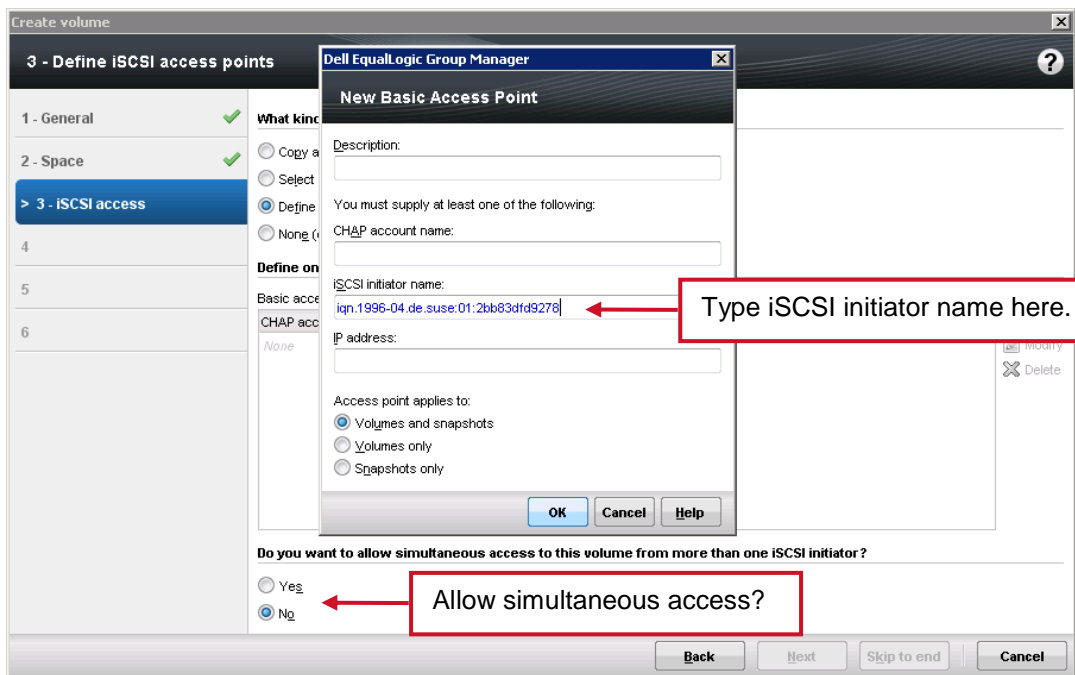 Create volume
3 - Define iSCSI access points
?
1 - General
2 - Space
> 3 - iSCSI access
4
5
6
What kind
Copy a
Select
Define
None (
Define on
Basic acce
CHAP acc
None
Dell EqualLogic Group Manager
New Basic Access Point
Description:
You must supply at least one of the following:
CHAP account name:
iSCSI initiator name:
iqn.1996-04.de.suse:01:2bb83dfd9278
Type iSCSI initiator name here.
IP address:
Access point applies to:
Volumes and snapshots
Volumes only
Snapshots only
OK Cancel Help
Modify
Delete
Do you want to allow simultaneous access to this volume from more than one iSCSI initiator?
Yes
No
Allow simultaneous access?
Back Next Skip to end Cancel